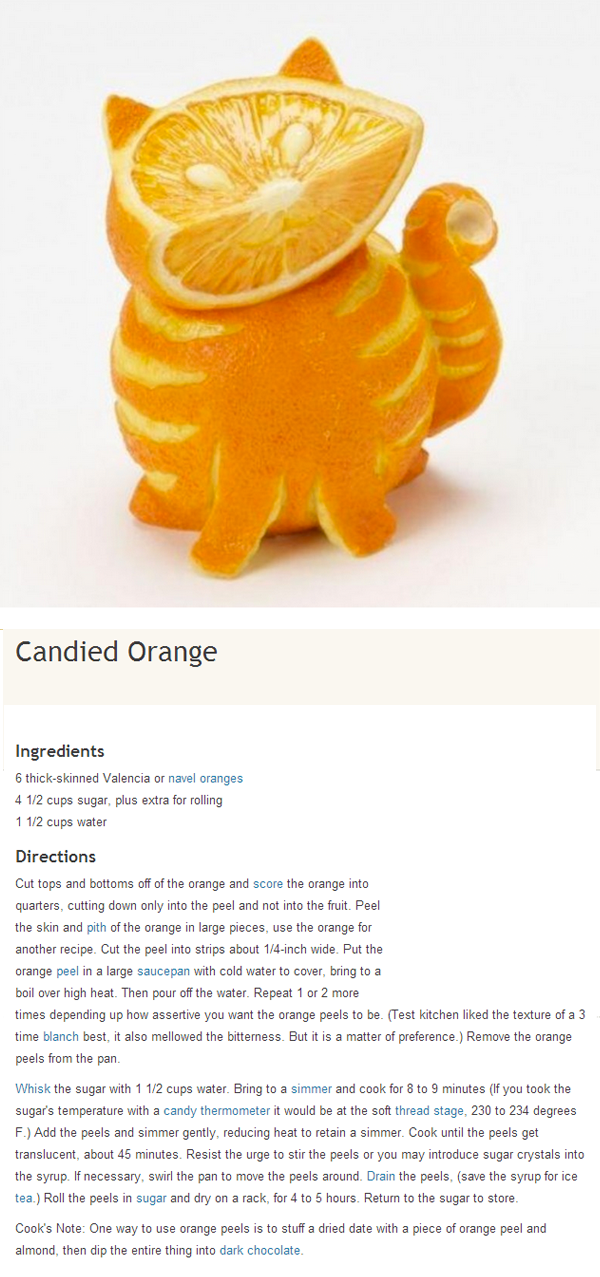 Candied Orange
Ingredients
6 thick-skinned Valencia or navel oranges
4 1/2 cups sugar, plus extra for rolling
1 1/2 cups water
Directions
Cut tops and bottoms off of the orange and score the orange into
quarters, cutting down only into the peel and not into the fruit. Peel
the skin and pith of the orange in large pieces, use the orange for
another recipe. Cut the peel into strips about 1/4-inch wide. Put the
orange peel in a large saucepan with cold water to cover, bring to a
boil over high heat. Then pour off the water. Repeat 1 or 2 more
times depending up how assertive you want the orange peels to be. (Test kitchen liked the texture of a 3
time blanch best, it also mellowed the bitterness. But it is a matter of preference.) Remove the orange
peels from the pan.
Whisk the sugar with 1 1/2 cups water. Bring to a simmer and cook for 8 to 9 minutes (If you took the
sugar's temperature with a candy thermometer it would be at the soft thread stage, 230 to 234 degrees
F.) Add the peels and simmer gently, reducing heat to retain a simmer. Cook until the peels get
translucent, about 45 minutes. Resist the urge to stir the peels or you may introduce sugar crystals into
the syrup. If necessary, swirl the pan to move the peels around. Drain the peels, (save the syrup for ice
tea.) Roll the peels in sugar and dry on a rack, for 4 to 5 hours. Return to the sugar to store.
Cook's Note: One way to use orange peels is to stuff a dried date with a piece of orange peel and
almond, then dip the entire thing into dark chocolate.